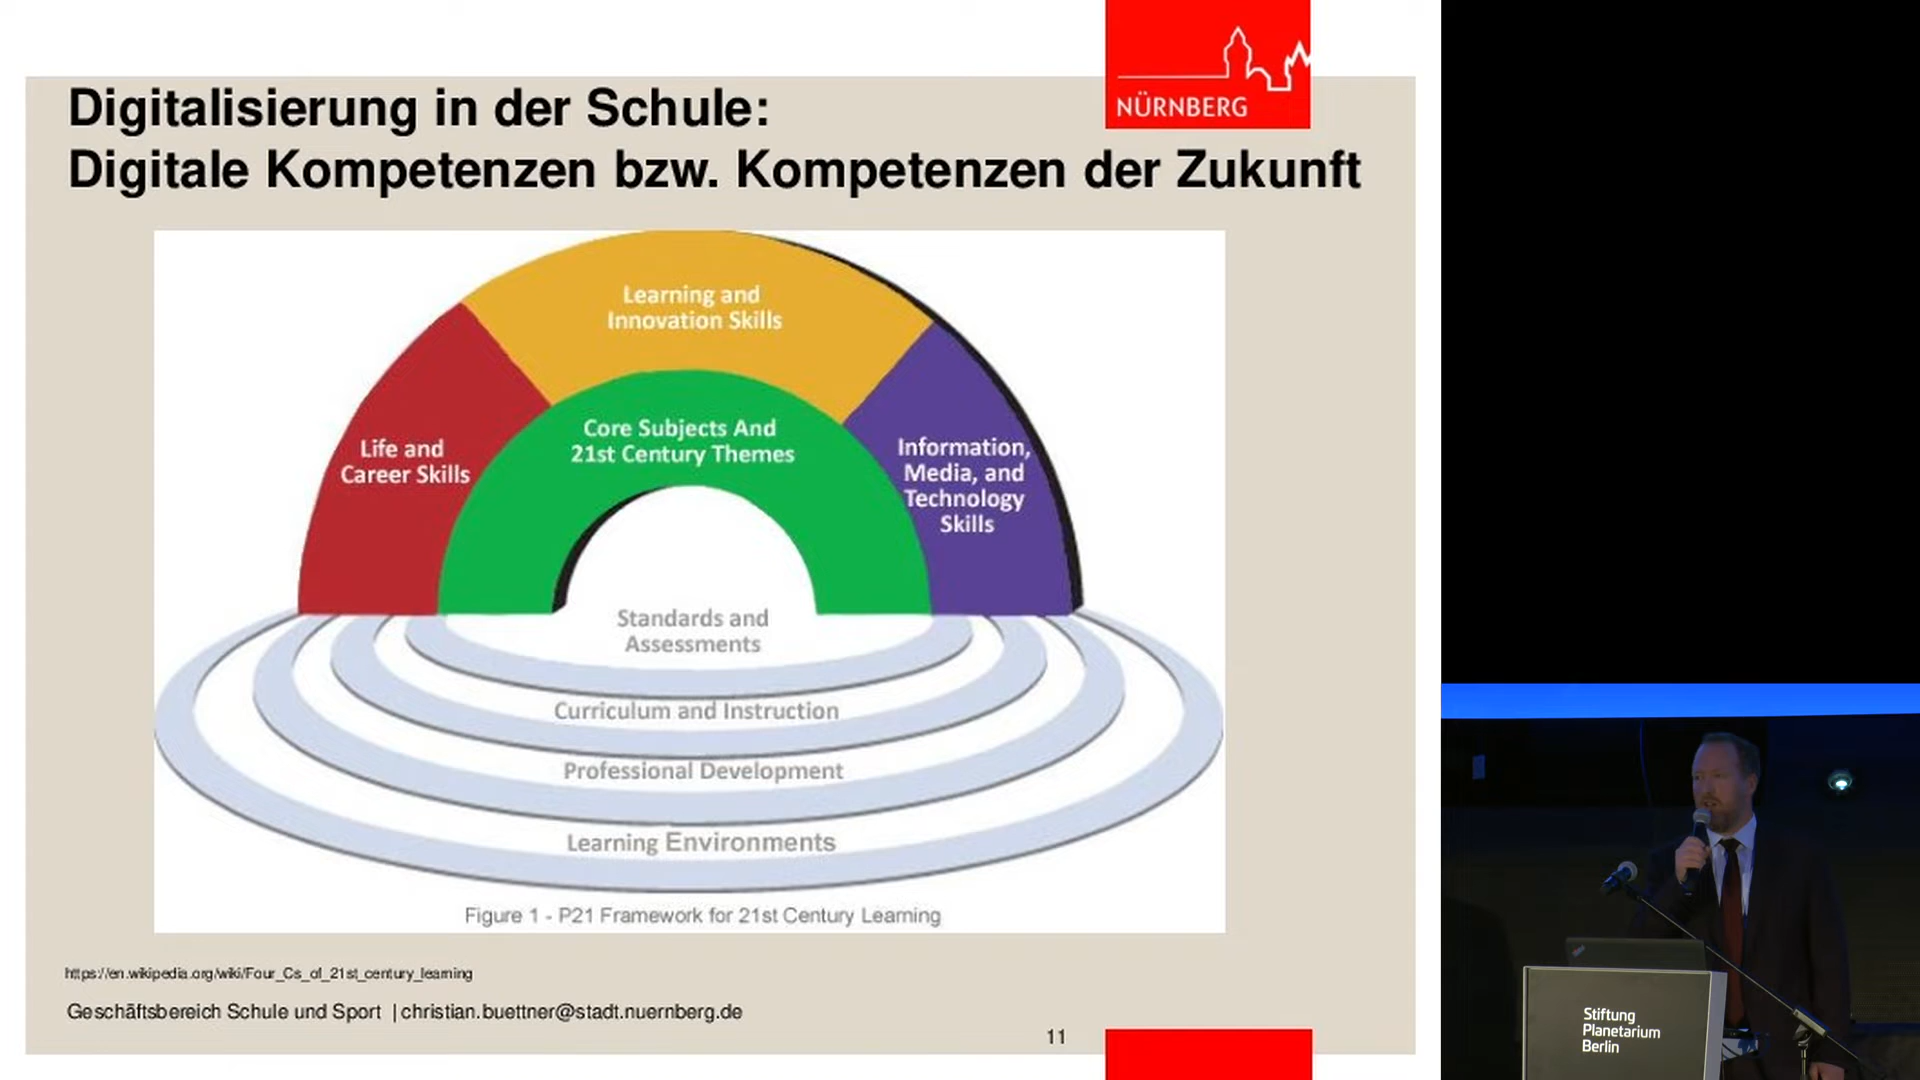 NÜRNBERG
Digitalisierung in der Schule:
Digitale Kompetenzen bzw. Kompetenzen der Zukunft
Learning and
Innovation Skills
Life and
Career Skills
Core Subjects And
21st Century Themes
Information,
Media, and
Technology
Skills
Standards and
Assessments
Curriculum and Instruction
Professional Development
Learning Environments
Figure 1 - P21 Framework for 21st Century Learning
https://en.wikipedia.org/wiki/Four_Cs_of_21st_century_learning
Geschäftsbereich Schule und Sport | christian.buettner@stadt.nuernberg.de
11
Stiftung
Planetarium
Berlin